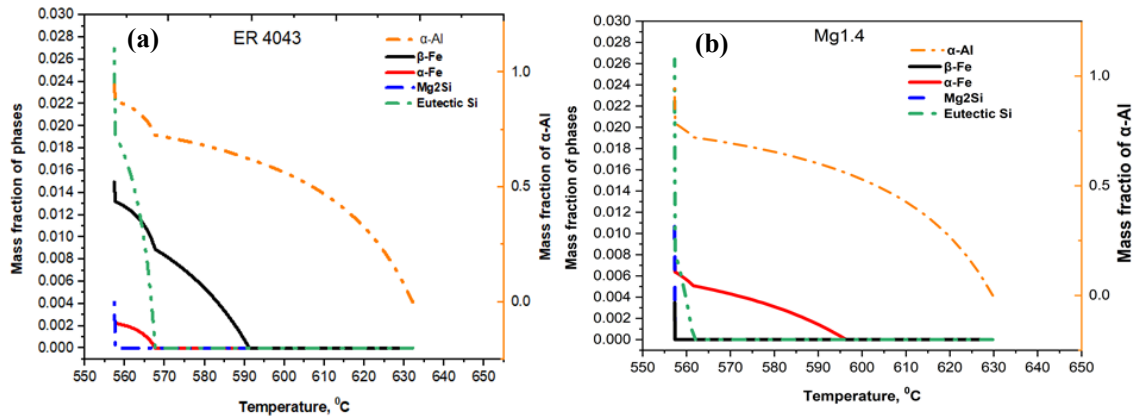 (a)
ER 4043
α-Al
β-Fe
α-Fe
Mg2Si
Eutectic Si
Mass fraction of phases
0.030
0.028
0.026
0.024
0.022
0.020
0.018
0.016
0.014
0.012
0.010
0.008
0.006
0.004
0.002
0.000
1.0
0.5
0.0
Mass fraction of α-Al
550 560 570 580 590 600 610 620 630 640 650
Temperature, ⁰C
(b)
Mg1.4
α-Al
β-Fe
α-Fe
Mg2Si
Eutectic Si
Mass fraction of phases
0.030
0.028
0.026
0.024
0.022
0.020
0.018
0.016
0.014
0.012
0.010
0.008
0.006
0.004
0.002
0.000
1.0
0.5
0.0
Mass fractio n of α-Al
550 560 570 580 590 600 610 620 630 640 650
Temperature, ⁰C